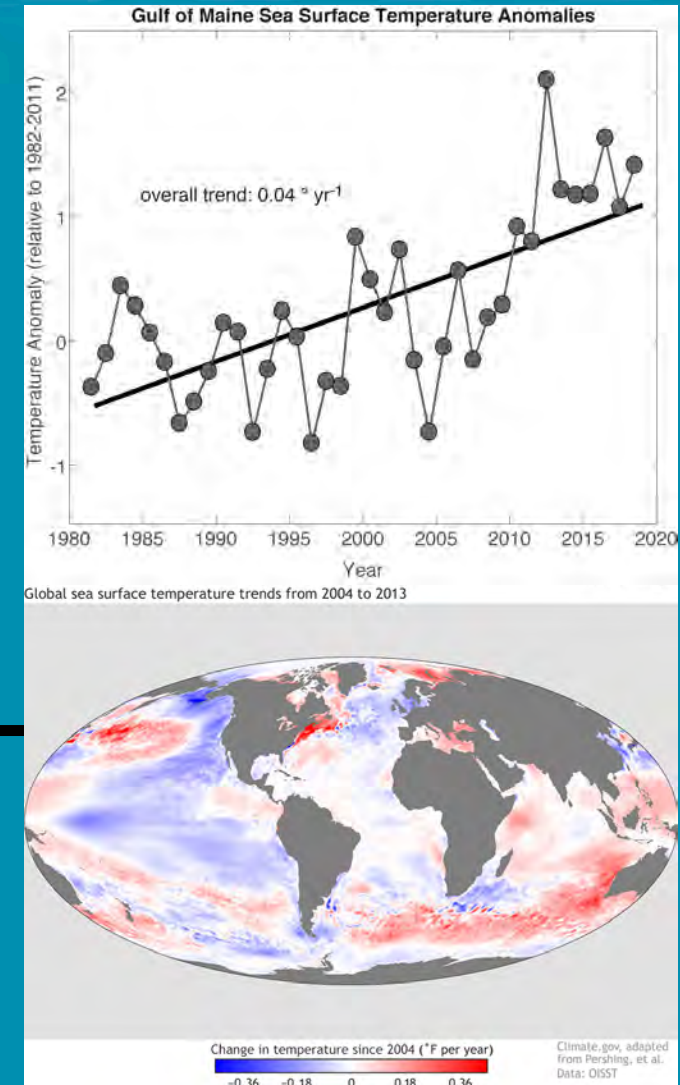 Gulf of Maine Sea Surface Temperature Anomalies
Temperature Anomaly (relative to 1982-2011)
2
1
0
-1
overall trend: 0.04 ° yr⁻¹
1980 1985 1990 1995 2000 2005 2010 2015 2020
Year
Global sea surface temperature trends from 2004 to 2013
Change in temperature since 2004 (°F per year)
-0.36 -0.18 0 0.18 0.36
Climate.gov, adapted
from Pershing, et al.
Data: OISST